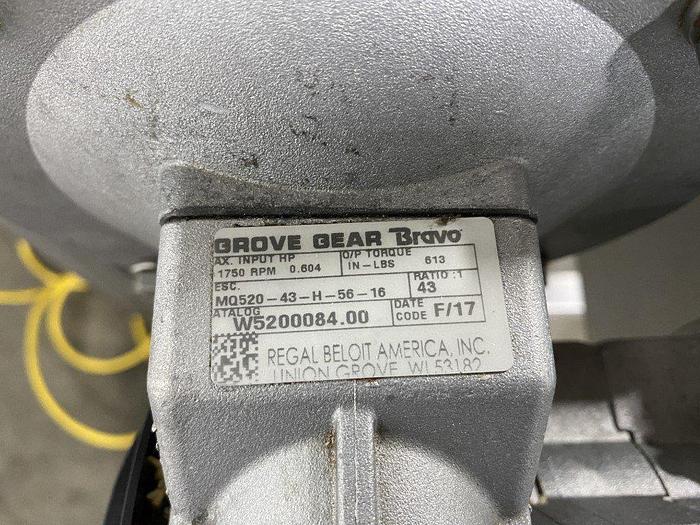 GROVE GEAR Bravo
AX. INPUT HP O/P TORQUE
1750 RPM 0.604 IN-LBS 613
ESC. RATIO :1
MQ520-43-H-56-16 43
ATALOG DATE
W5200084.00 CODE F/17
REGAL BELOIT AMERICA, INC.
UNION GROVE, WI 53182